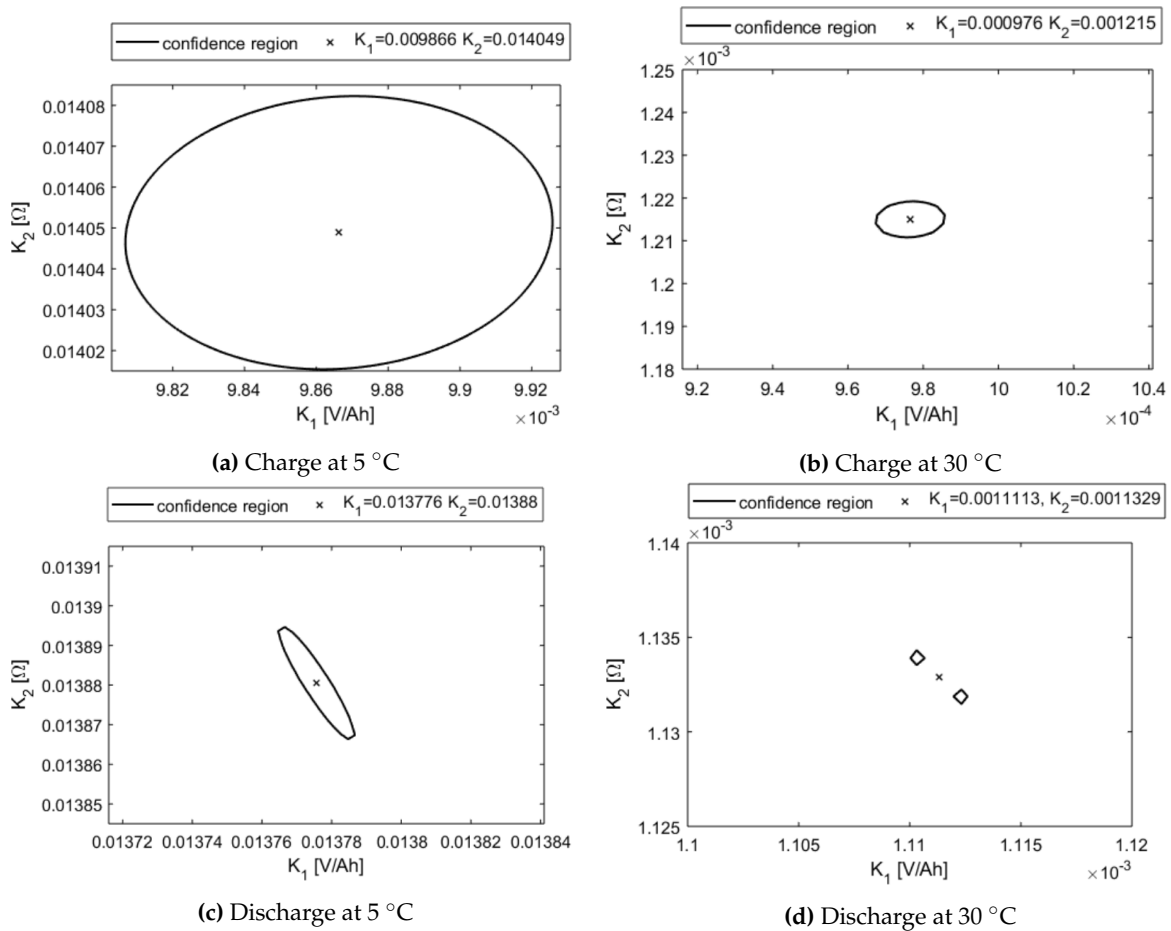 confidence region × K1=0.009866 K2=0.014049
K2 [Ω]
0.01408
0.01407
0.01406
0.01405
0.01404
0.01403
0.01402
9.82 9.84 9.86 9.88 9.9 9.92
K1 [V/Ah] ×10-3
(a) Charge at 5 °C
confidence region × K1=0.000976 K2=0.001215
×10-3
K2 [Ω]
1.25
1.24
1.23
1.22
1.21
1.2
1.19
1.18
9.2 9.4 9.6 9.8 10 10.2 10.4
K1 [V/Ah] ×10-4
(b) Charge at 30 °C
confidence region × K1=0.013776 K2=0.01388
K2 [Ω]
0.01391
0.0139
0.01389
0.01388
0.01387
0.01386
0.01385
0.01372 0.01374 0.01376 0.01378 0.0138 0.01382 0.01384
K1 [V/Ah]
(c) Discharge at 5 °C
confidence region × K1=0.0011113, K2=0.0011329
×10-3
K2 [Ω]
1.14
1.135
1.13
1.125
1.1 1.105 1.11 1.115 1.12
K1 [V/Ah] ×10-3
(d) Discharge at 30 °C